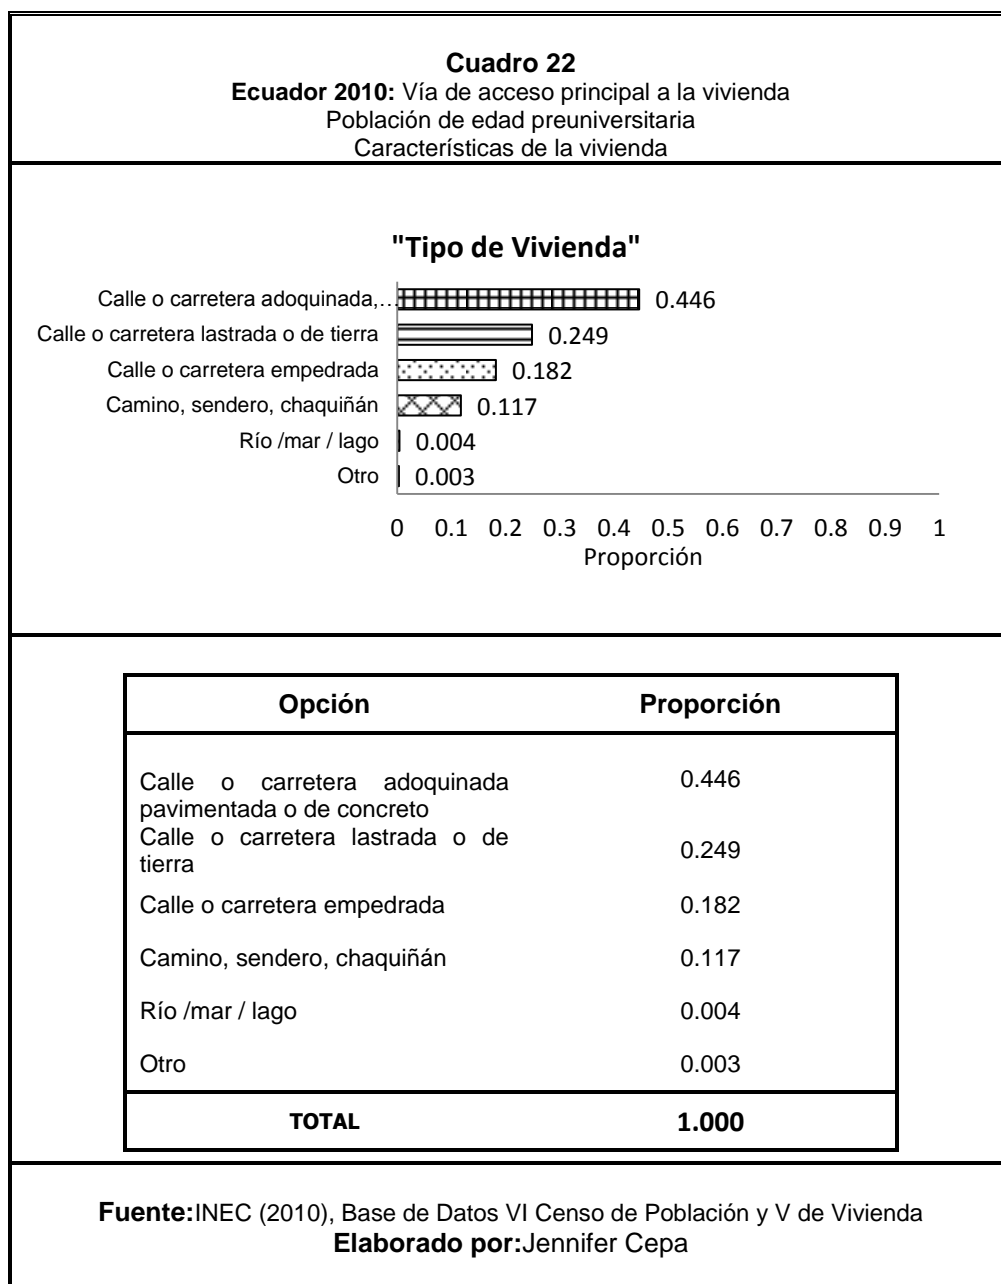 Cuadro 22
Ecuador 2010: Vía de acceso principal a la vivienda
Población de edad preuniversitaria
Características de la vivienda
"Tipo de Vivienda"
Calle o carretera adoquinada,... 0.446
Calle o carretera lastrada o de tierra 0.249
Calle o carretera empedrada 0.182
Camino, sendero, chaquiñán 0.117
Río /mar / lago 0.004
Otro 0.003
0 0.1 0.2 0.3 0.4 0.5 0.6 0.7 0.8 0.9 1
Proporción
Opción Proporción
Calle o carretera adoquinada 0.446
pavimentada o de concreto
Calle o carretera lastrada o de
tierra 0.249
Calle o carretera empedrada 0.182
Camino, sendero, chaquiñán 0.117
Río /mar / lago 0.004
Otro 0.003
TOTAL 1.000
Fuente:INEC (2010), Base de Datos VI Censo de Población y V de Vivienda
Elaborado por:Jennifer Cepa